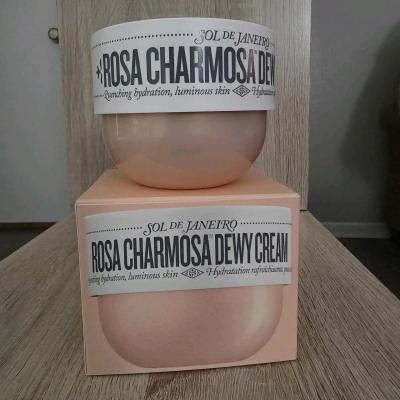 SOL DE JANEIRO
ROSA CHARMOSA™ DEW
Quenching hydration, luminous skin Hydratation
SOL DE JANEIRO
ROSA CHARMOSA DEWY CREAM
hydration, luminous skin Hydratation rafraîchissante,